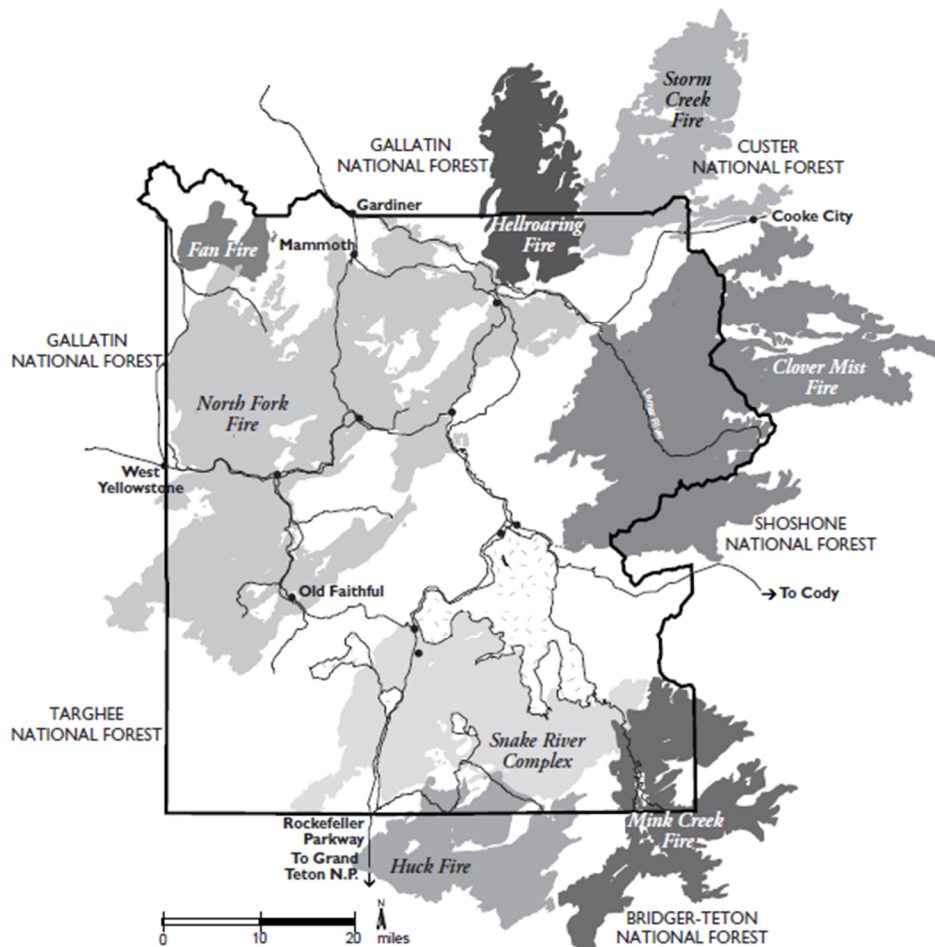 Storm
Creek
Fire
GALLATIN
NATIONAL FOREST
CUSTER
NATIONAL FOREST
Gardiner
Cooke City
Hellroaring
Fire
Fan Fire
Mammoth
GALLATIN
NATIONAL FOREST
Clover Mist
Fire
Lamar River
North Fork
Fire
West
Yellowstone
SHOSHONE
NATIONAL FOREST
Old Faithful
To Cody
TARGHEE
NATIONAL FOREST
Snake River
Complex
Mink Creek
Fire
Rockefeller
Parkway
To Grand
Teton N.P.
Huck Fire
BRIDGER-TETON
NATIONAL FOREST
N
miles
0 10 20